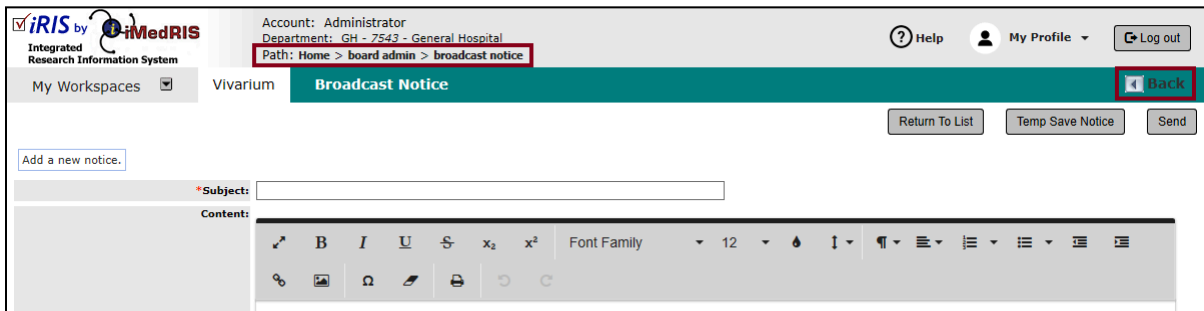 iRIS by iMedRIS
Integrated
Research Information System
Account: Administrator
Department: GH - 7543 - General Hospital
Path: Home > board admin > broadcast notice
? Help
My Profile
Log out
My Workspaces
Vivarium
Broadcast Notice
Back
Return To List
Temp Save Notice
Send
Add a new notice.
*Subject:
Content:
B I U S x₂ x² Font Family 12 ¶
Ω